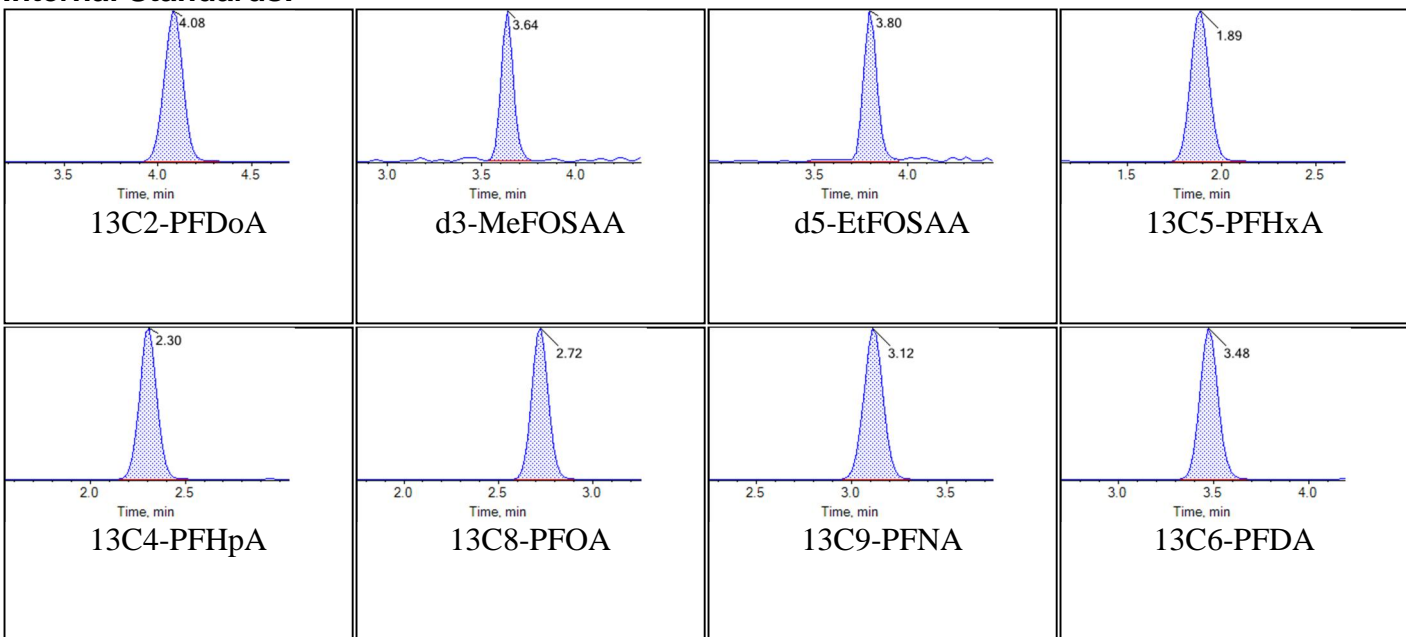 Internal Standards:
4.08
3.5 4.0 4.5
Time, min
13C2-PFDoA
3.64
3.0 3.5 4.0
Time, min
d3-MeFOSAA
3.80
3.5 4.0
Time, min
d5-EtFOSAA
1.89
1.5 2.0 2.5
Time, min
13C5-PFHxA
2.30
2.0 2.5
Time, min
13C4-PFHpA
2.72
2.0 2.5 3.0
Time, min
13C8-PFOA
3.12
2.5 3.0 3.5
Time, min
13C9-PFNA
3.48
3.0 3.5 4.0
Time, min
13C6-PFDA